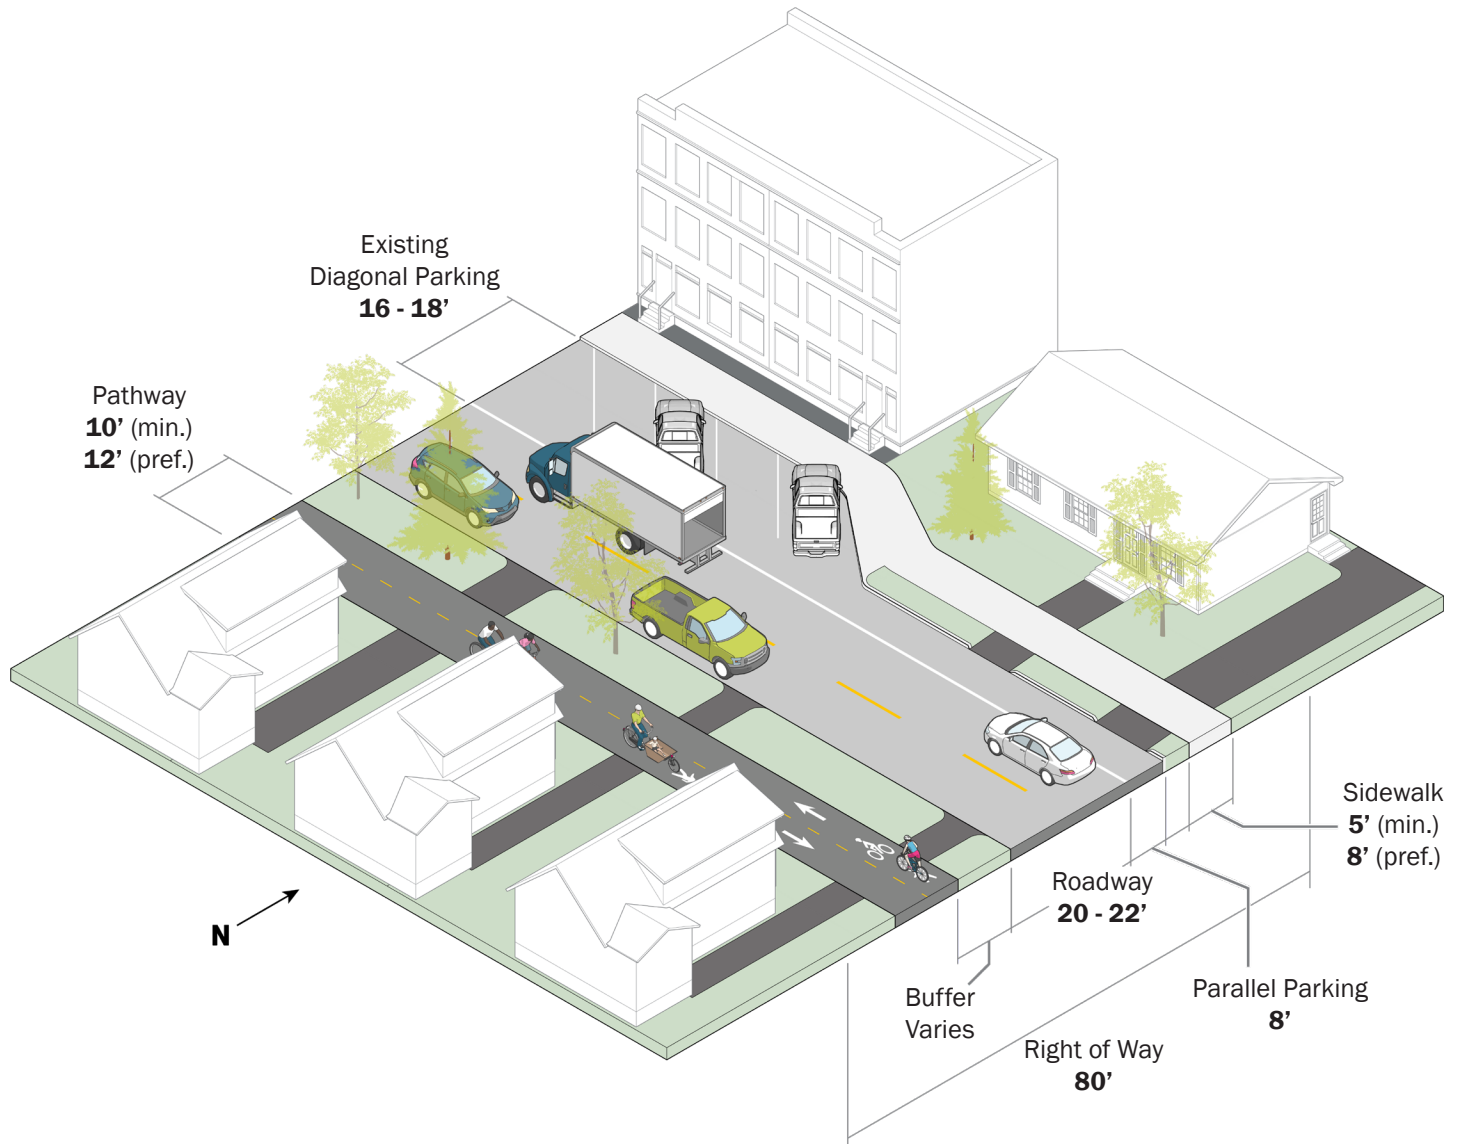 Existing
Diagonal Parking
16 - 18’
Pathway
10’ (min.)
12’ (pref.)
Sidewalk
5’ (min.)
8’ (pref.)
Roadway
20 - 22’
N
Buffer
Varies
Parallel Parking
8’
Right of Way
80’